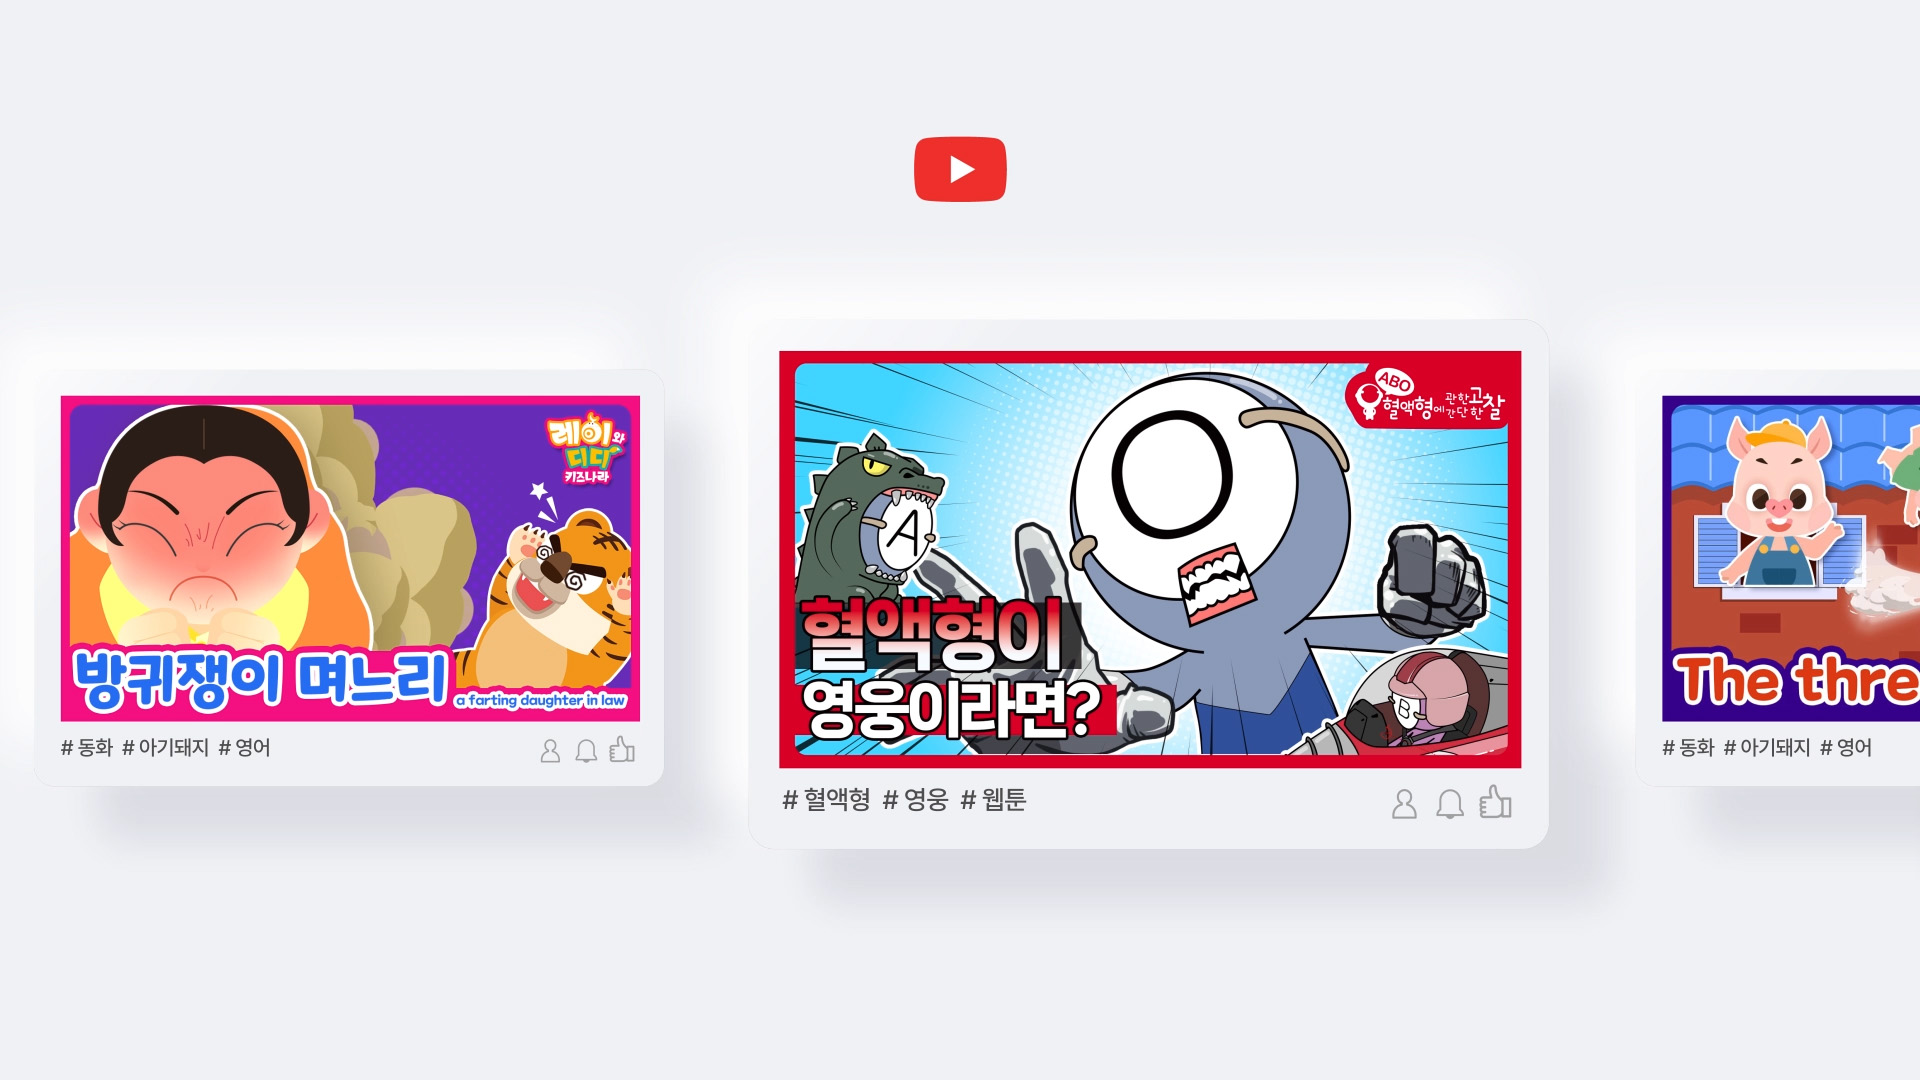 레이와
디디
키즈나라
방귀쟁이 며느리
a farting daughter in law
# 동화 # 아기돼지 # 영어
ABO
혈액형에 관한 간단한 고찰
O
A
B
혈액형이
영웅이라면?
# 혈액형 # 영웅 # 웹툰
The thre
# 동화 # 아기돼지 # 영어